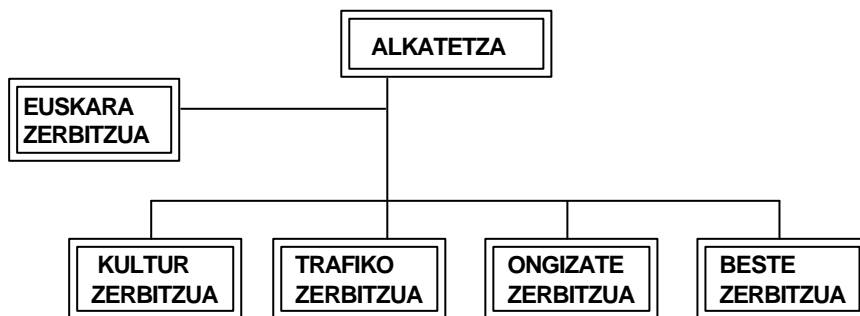 ALKATETZA
EUSKARA
ZERBITZUA
KULTUR
ZERBITZUA
TRAFIKO
ZERBITZUA
ONGIZATE
ZERBITZUA
BESTE
ZERBITZUA